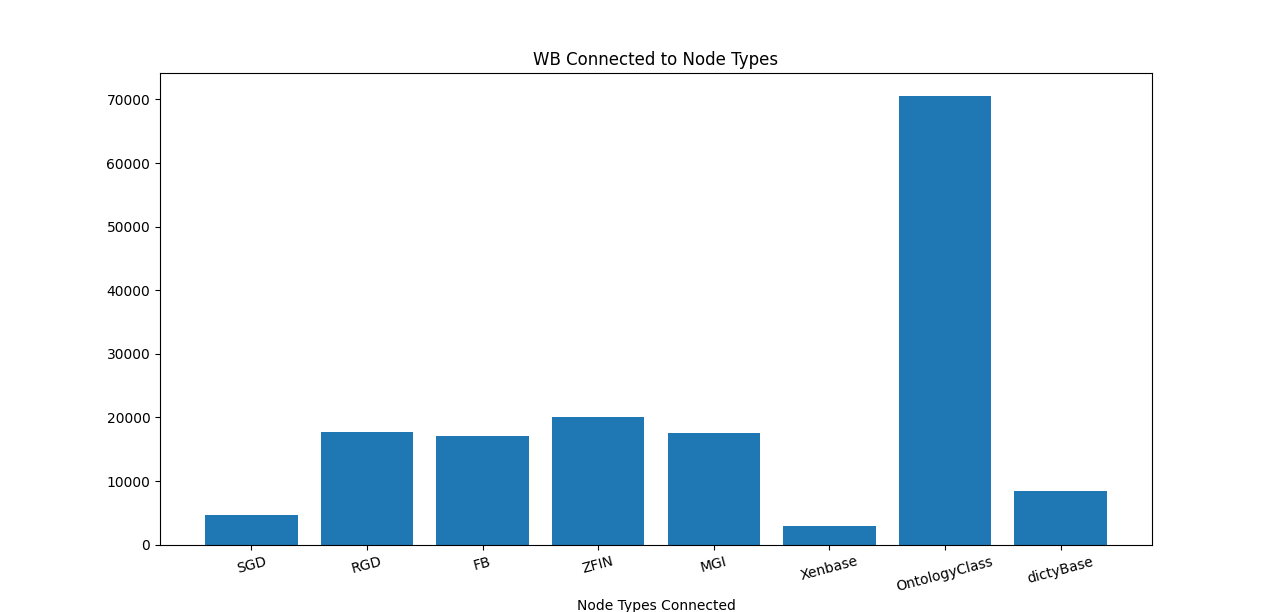 WB Connected to Node Types
70000
60000
50000
40000
30000
20000
10000
0
SGD RGD FB ZFIN MGI Xenbase OntologyClass dictyBase
Node Types Connected